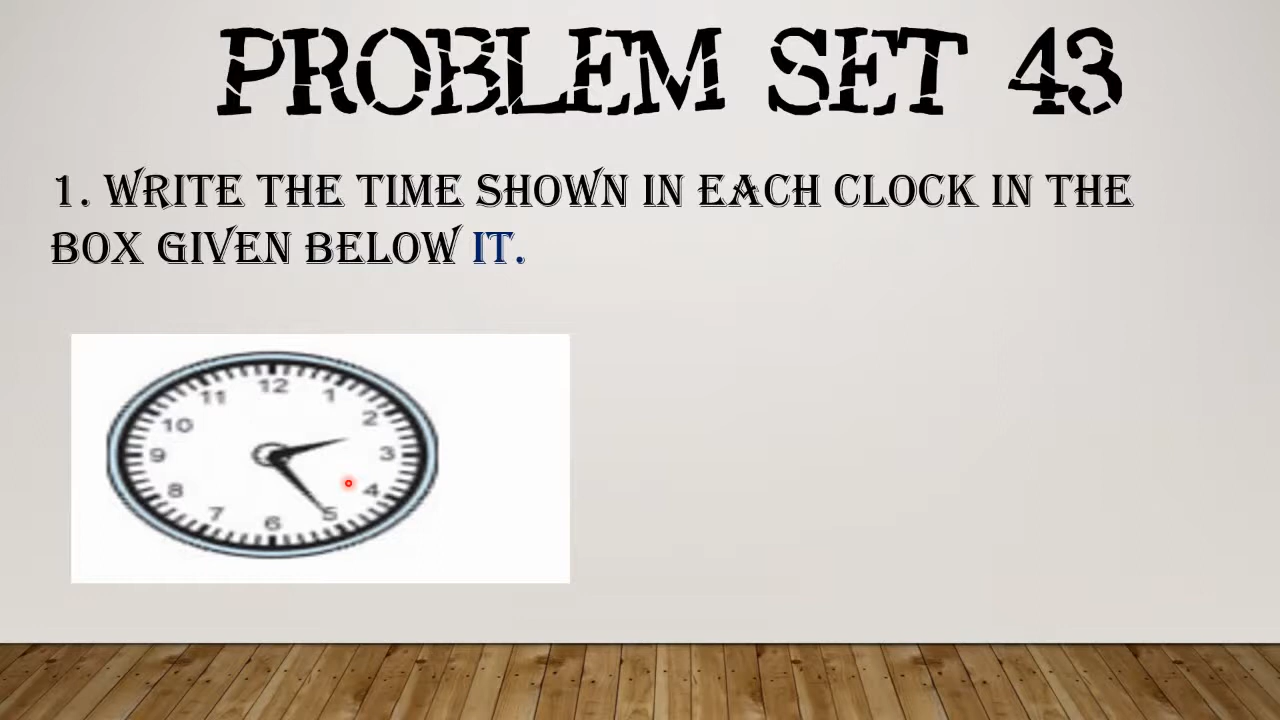 PROBLEM SET 43
1. WRITE THE TIME SHOWN IN EACH CLOCK IN THE
BOX GIVEN BELOW IT.
12
11 1
10 2
9 3
8 4
7 5
6